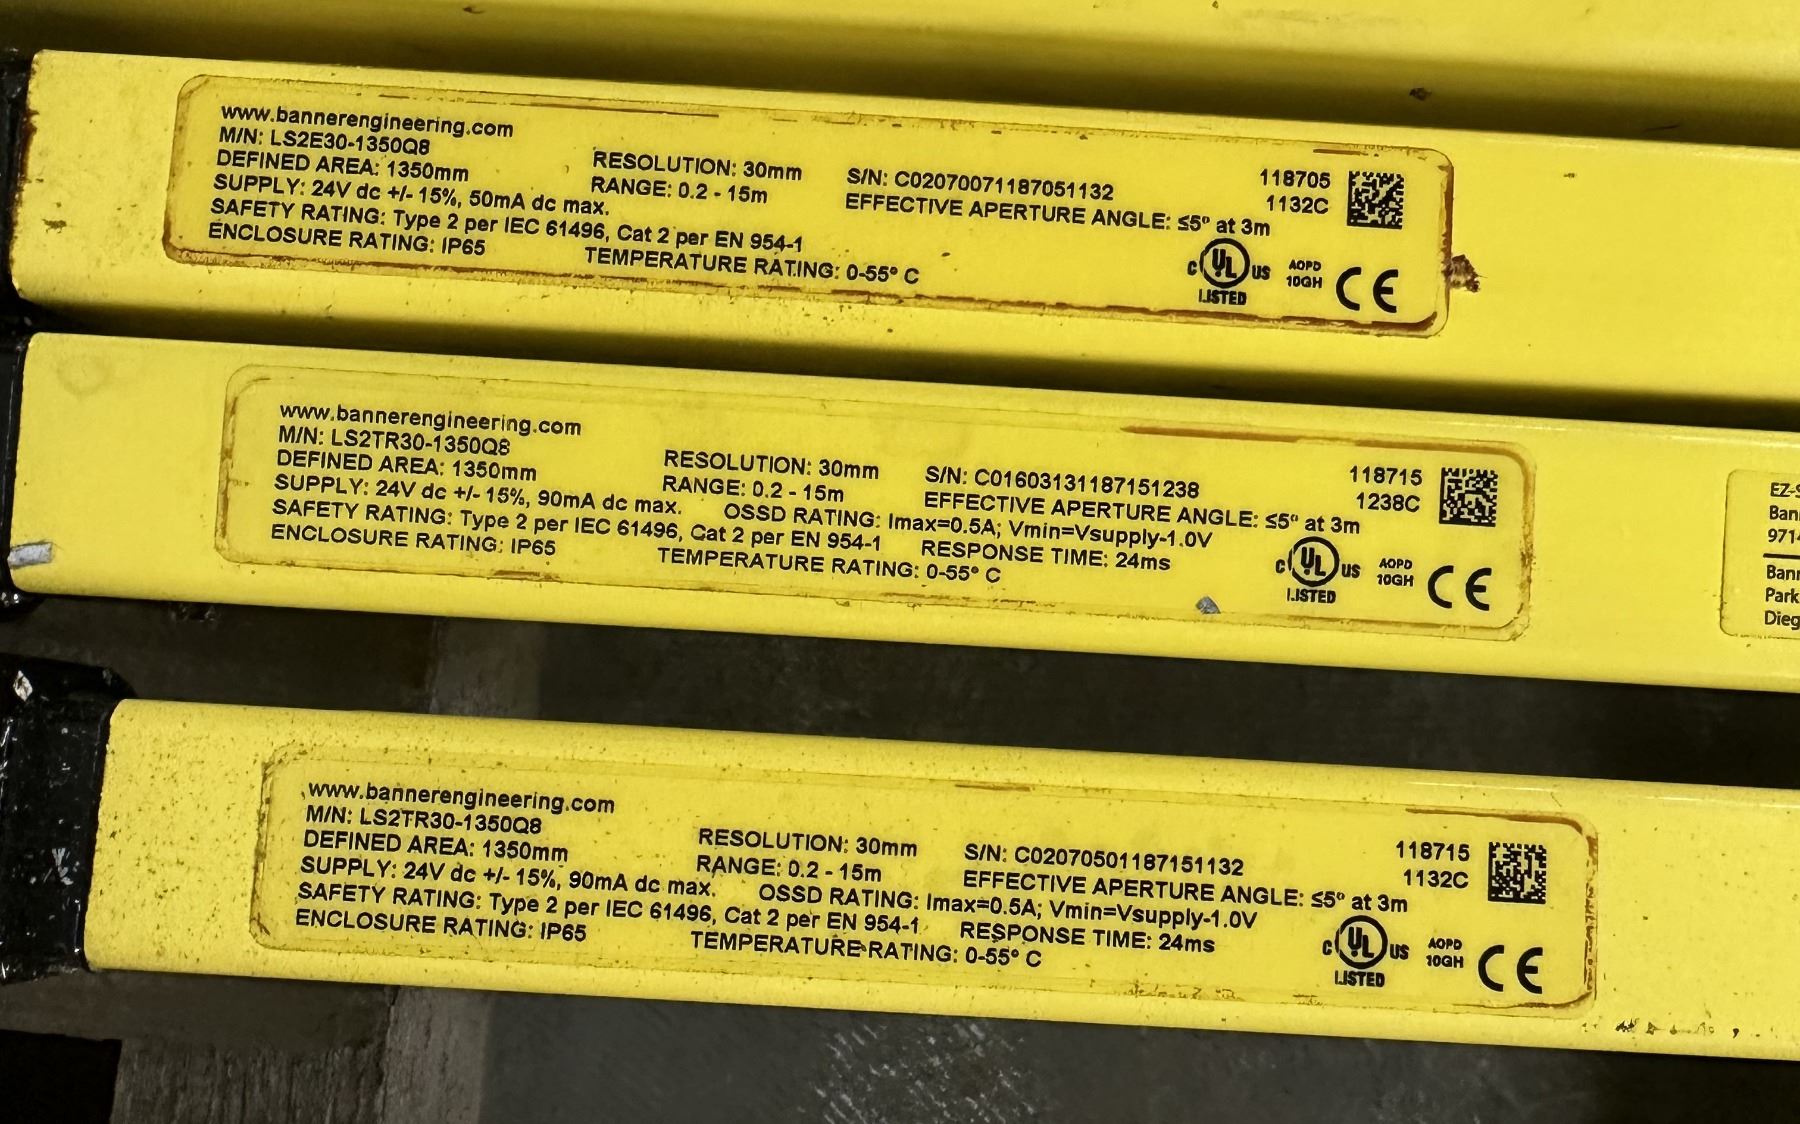 www.bannerengineering.com
M/N: LS2E30-1350Q8
DEFINED AREA: 1350mm RESOLUTION: 30mm S/N: C020700711870​51132 118705
SUPPLY: 24V dc +/- 15%, 50mA dc max. RANGE: 0.2 - 15m EFFECTIVE APERTURE ANGLE: ≤5° at 3m 1132C
SAFETY RATING: Type 2 per IEC 61496, Cat 2 per EN 954-1
ENCLOSURE RATING: IP65 TEMPERATURE RATING: 0-55° C
C UL US LISTED AOPD 10GH CE
www.bannerengineering.com
M/N: LS2TR30-1350Q8
DEFINED AREA: 1350mm RESOLUTION: 30mm S/N: C01603131187151238 118715
SUPPLY: 24V dc +/- 15%, 90mA dc max. RANGE: 0.2 - 15m EFFECTIVE APERTURE ANGLE: ≤5° at 3m 1238C
SAFETY RATING: Type 2 per IEC 61496, Cat 2 per EN 954-1 OSSD RATING: Imax=0.5A; Vmin=Vsupply-1.0V
ENCLOSURE RATING: IP65 TEMPERATURE RATING: 0-55° C RESPONSE TIME: 24ms
C UL US LISTED AOPD 10GH CE
Park
www.bannerengineering.com
M/N: LS2TR30-1350Q8
DEFINED AREA: 1350mm RESOLUTION: 30mm S/N: C02070501187151132 118715
SUPPLY: 24V dc +/- 15%, 90mA dc max. RANGE: 0.2 - 15m EFFECTIVE APERTURE ANGLE: ≤5° at 3m 1132C
SAFETY RATING: Type 2 per IEC 61496, Cat 2 per EN 954-1 OSSD RATING: Imax=0.5A; Vmin=Vsupply-1.0V
ENCLOSURE RATING: IP65 TEMPERATURE RATING: 0-55° C RESPONSE TIME: 24ms
C UL US LISTED AOPD 10GH CE